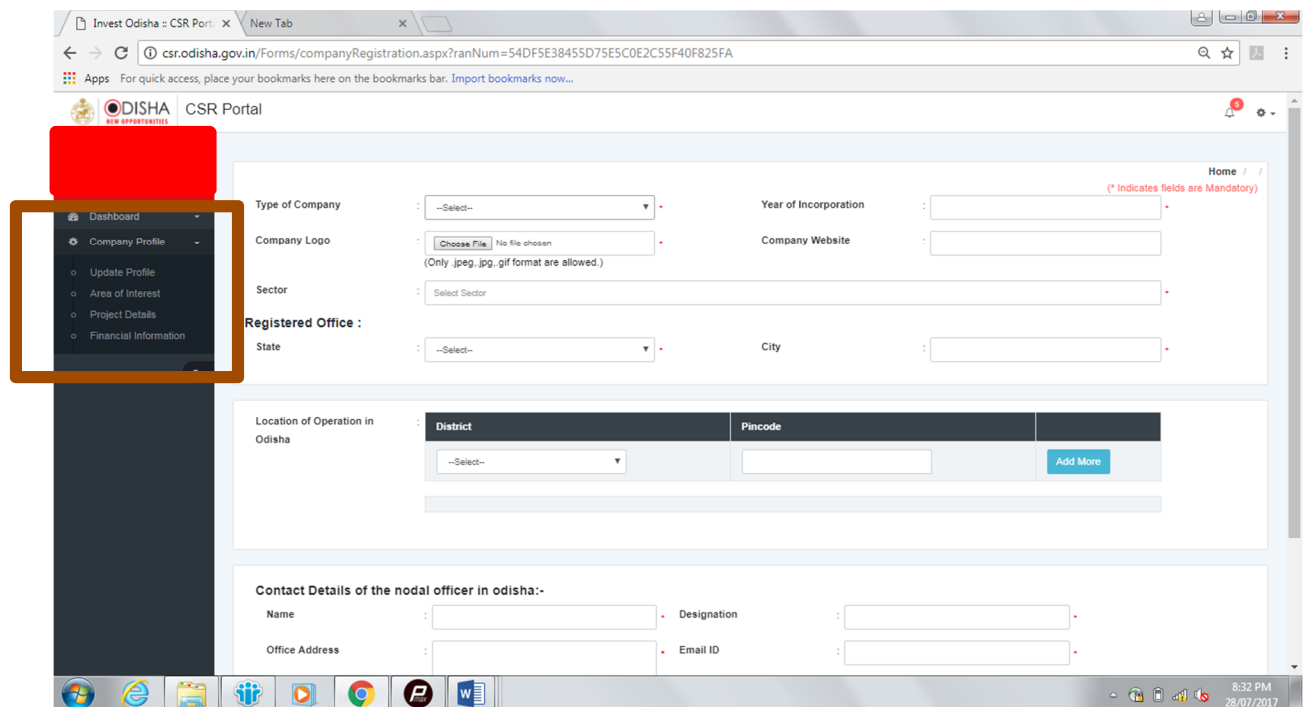 Invest Odisha :: CSR Port
New Tab
csr.odisha.gov.in/Forms/companyRegistration.aspx?ranNum=54DF5E38455D75E5C0E2C55F40F825FA
Apps For quick access, place your bookmarks here on the bookmarks bar. Import bookmarks now...
ODISHA CSR Portal
NEW OPPORTUNITIES
5
Home / /
(* Indicates fields are Mandatory)
Dashboard
Company Profile
Update Profile
Area of Interest
Project Details
Financial Information
Type of Company : --Select-- * Year of Incorporation : *
Company Logo : Choose File No file chosen * Company Website :
(Only .jpeg,.jpg,.gif format are allowed.)
Sector : Select Sector *
Registered Office :
State : --Select-- * City : *
Location of Operation in Odisha : District Pincode
--Select-- Add More
Contact Details of the nodal officer in odisha:-
Name : * Designation : *
Office Address : * Email ID : *
8:32 PM
28/07/2017